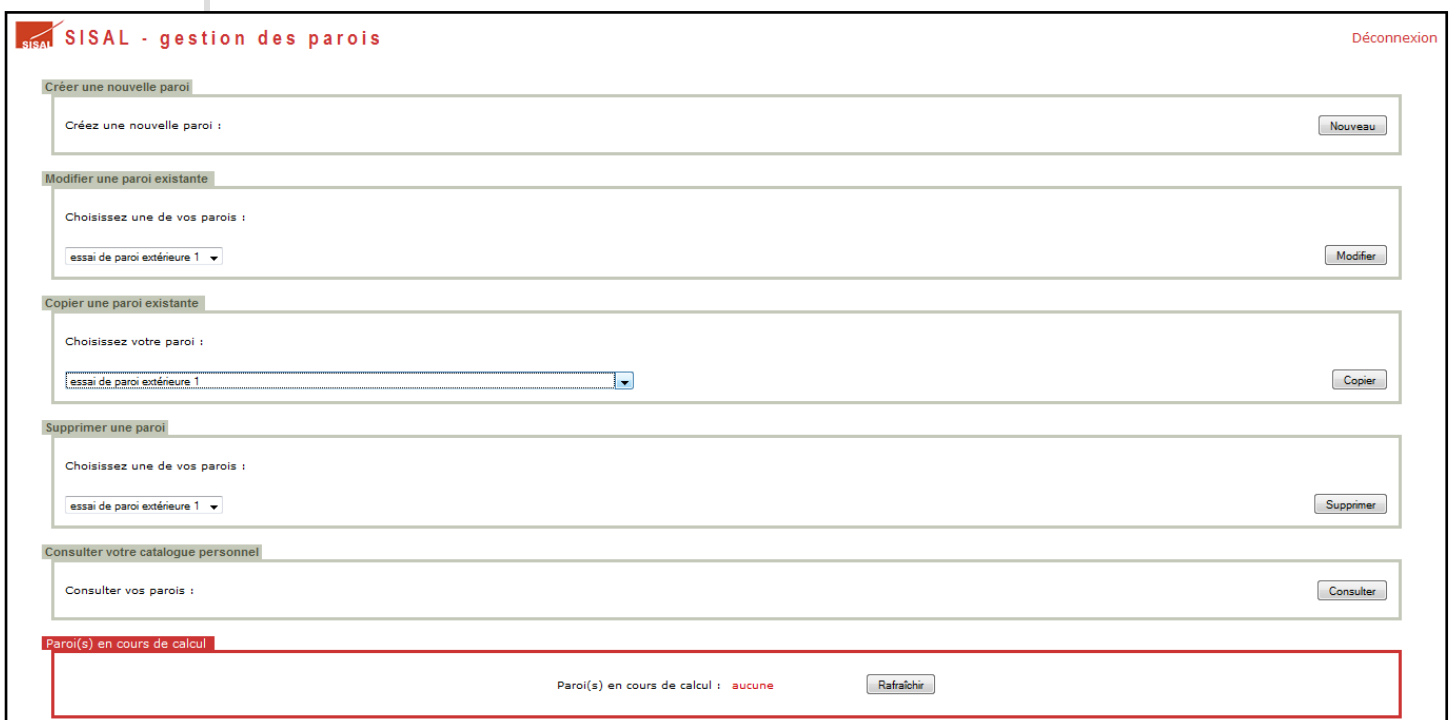 SISAL
SISAL - gestion des parois
Déconnexion
Créer une nouvelle paroi
Créez une nouvelle paroi :
Nouveau
Modifier une paroi existante
Choisissez une de vos parois :
essai de paroi extérieure 1
Modifier
Copier une paroi existante
Choisissez votre paroi :
essai de paroi extérieure 1
Copier
Supprimer une paroi
Choisissez une de vos parois :
essai de paroi extérieure 1
Supprimer
Consulter votre catalogue personnel
Consulter vos parois :
Consulter
Paroi(s) en cours de calcul
Paroi(s) en cours de calcul : aucune
Rafraîchir